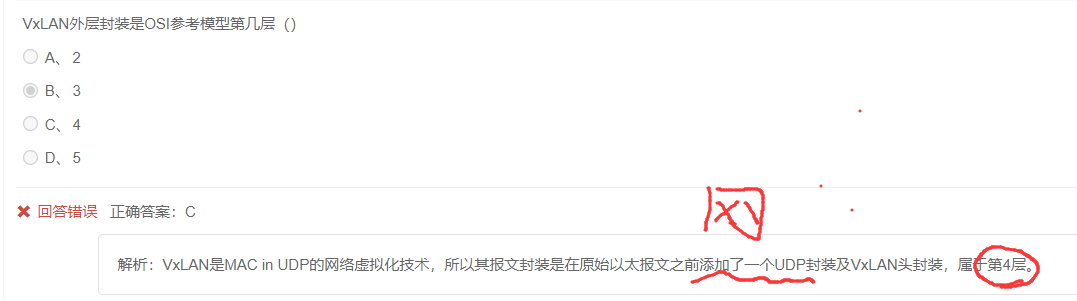 VxLAN外层封装是OSI参考模型第几层（）
A、2
B、3
C、4
D、5
✖ 回答错误 正确答案：C
解析：VxLAN是MAC in UDP的网络虚拟化技术，所以其报文封装是在原始以太报文之前添加了一个UDP封装及VxLAN头封装，属于第4层。